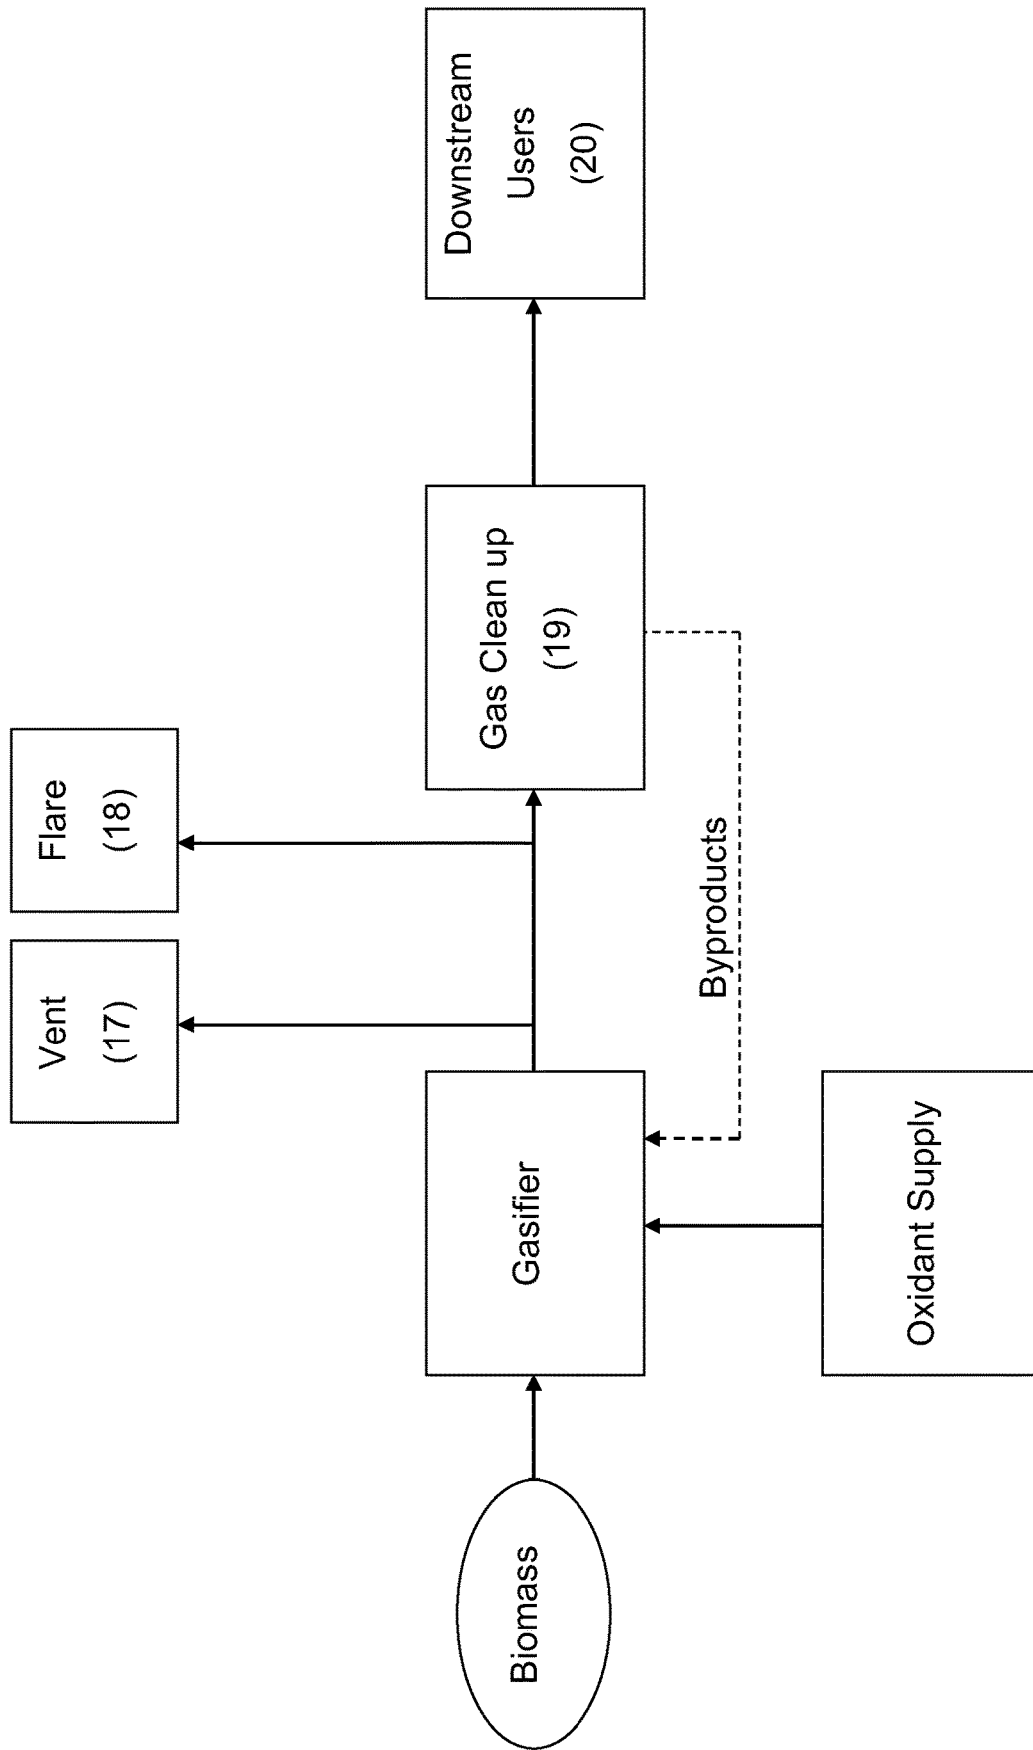 Vent
(17)
Flare
(18)
Biomass
Gasifier
Gas Clean up
(19)
Downstream
Users
(20)
Byproducts
Oxidant Supply